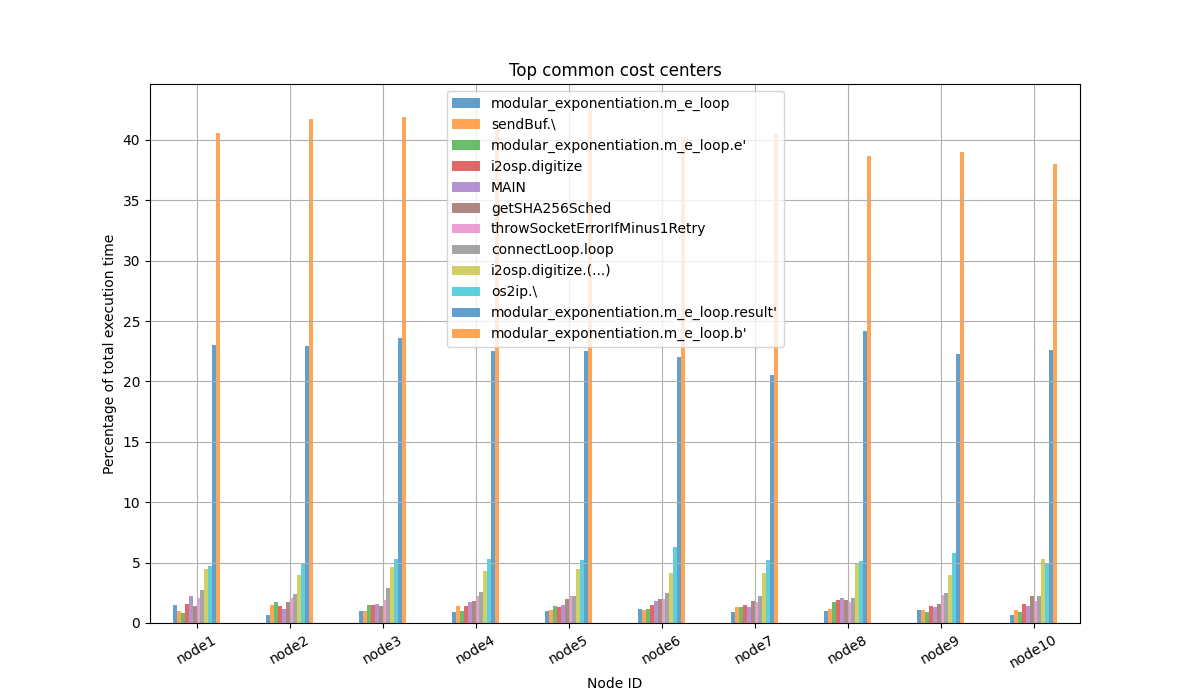 Top common cost centers
modular_exponentiation.m_e_loop
sendBuf.\
modular_exponentiation.m_e_loop.e'
i2osp.digitize
MAIN
getSHA256Sched
throwSocketErrorIfMinus1Retry
connectLoop.loop
i2osp.digitize.(...)
os2ip.\
modular_exponentiation.m_e_loop.result'
modular_exponentiation.m_e_loop.b'
Percentage of total execution time
40
35
30
25
20
15
10
5
0
node1
node2
node3
node4
node5
node6
node7
node8
node9
node10
Node ID